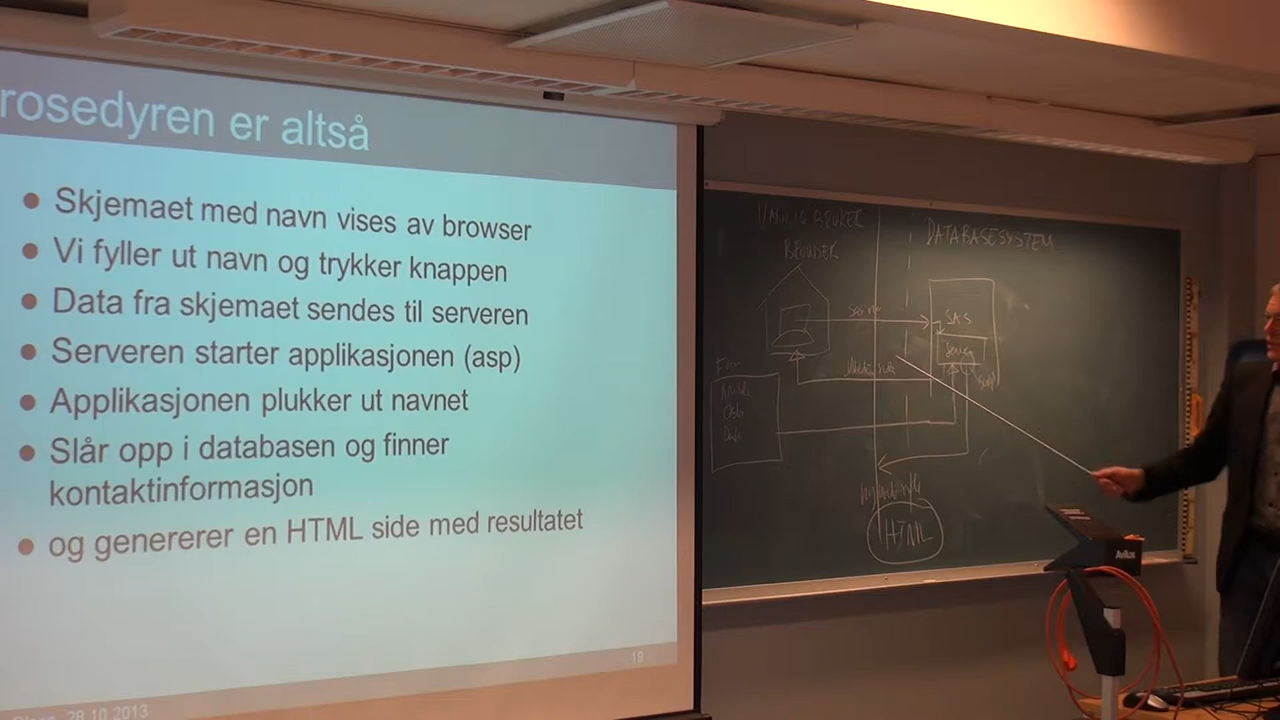 rosedyren er altså
Skjemaet med navn vises av browser
Vi fyller ut navn og trykker knappen
Data fra skjemaet sendes til serveren
Serveren starter applikasjonen (asp)
Applikasjonen plukker ut navnet
Slår opp i databasen og finner
kontaktinformasjon
og genererer en HTML side med resultatet
19
28.10.2013
BROWSER
DATABASESYSTEM
HTML
Avilux